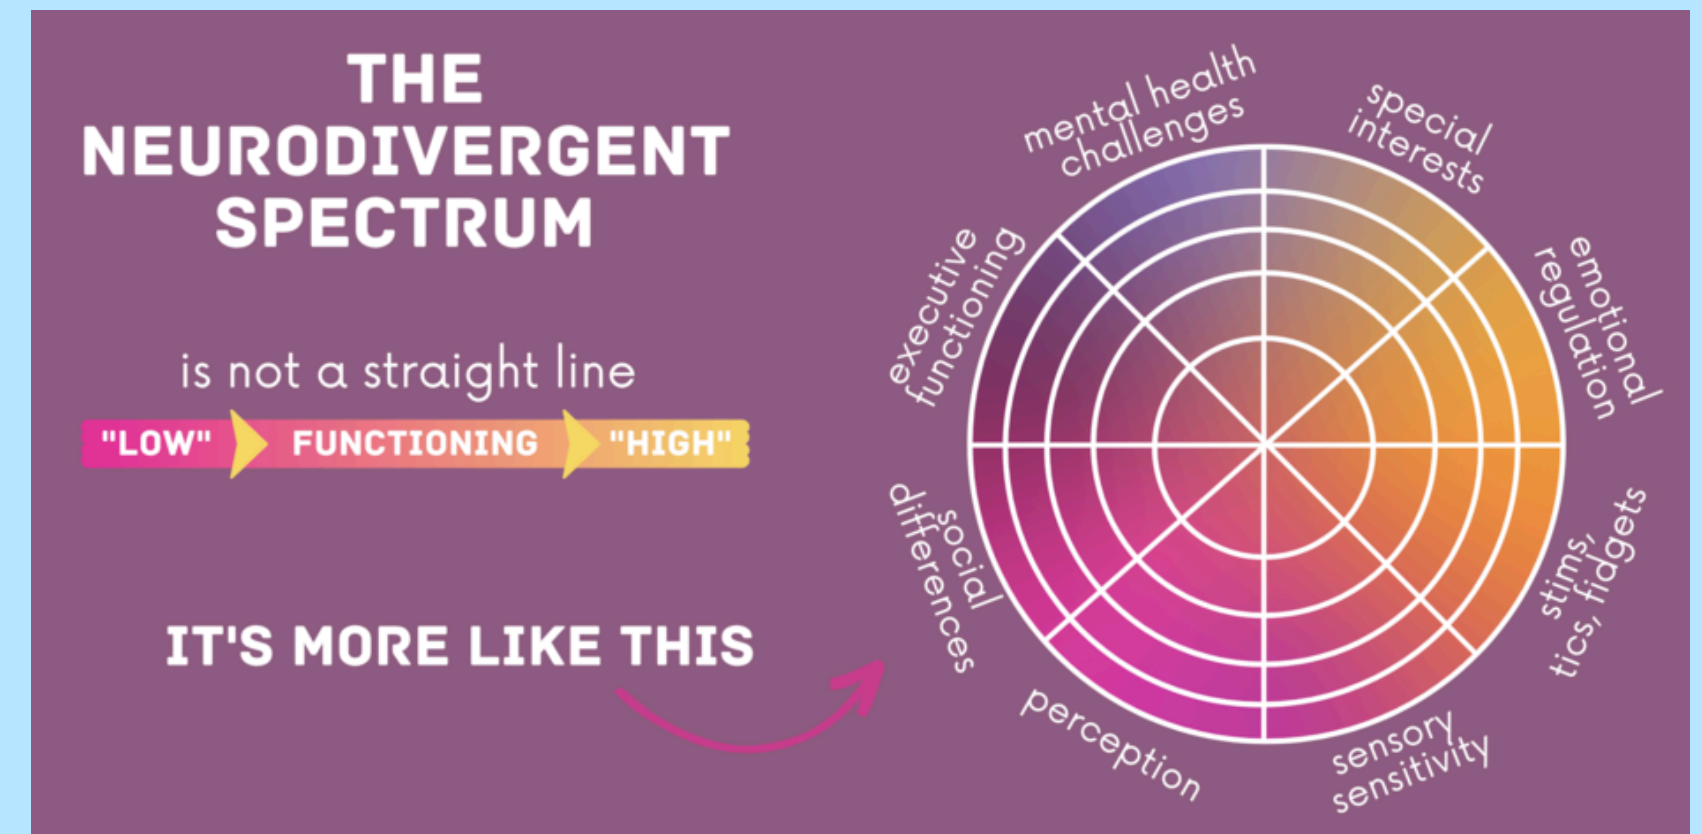 THE
NEURODIVERGENT
SPECTRUM
is not a straight line
"LOW" FUNCTIONING "HIGH"
IT'S MORE LIKE THIS
mental health
challenges
special
interests
emotional
regulation
stims,
tics, fidgets
sensory
sensitivity
perception
social
differences
executive
functioning